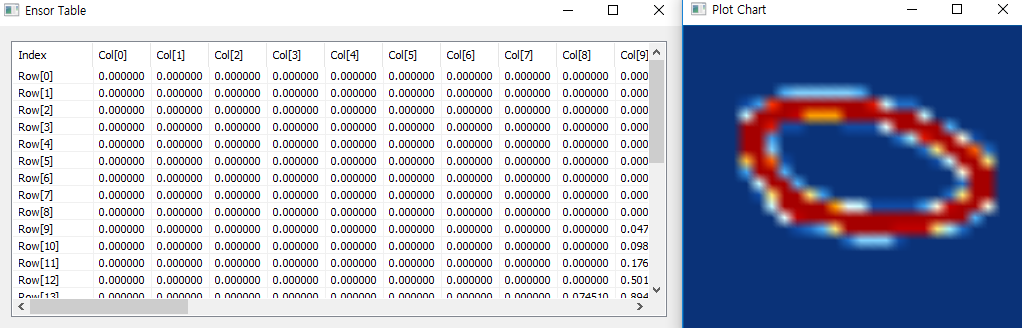 Ensor Table
Plot Chart
Index Col[0] Col[1] Col[2] Col[3] Col[4] Col[5] Col[6] Col[7] Col[8] Col[9]
Row[0] 0.000000 0.000000 0.000000 0.000000 0.000000 0.000000 0.000000 0.000000 0.000000 0.000
Row[1] 0.000000 0.000000 0.000000 0.000000 0.000000 0.000000 0.000000 0.000000 0.000000 0.000
Row[2] 0.000000 0.000000 0.000000 0.000000 0.000000 0.000000 0.000000 0.000000 0.000000 0.000
Row[3] 0.000000 0.000000 0.000000 0.000000 0.000000 0.000000 0.000000 0.000000 0.000000 0.000
Row[4] 0.000000 0.000000 0.000000 0.000000 0.000000 0.000000 0.000000 0.000000 0.000000 0.000
Row[5] 0.000000 0.000000 0.000000 0.000000 0.000000 0.000000 0.000000 0.000000 0.000000 0.000
Row[6] 0.000000 0.000000 0.000000 0.000000 0.000000 0.000000 0.000000 0.000000 0.000000 0.000
Row[7] 0.000000 0.000000 0.000000 0.000000 0.000000 0.000000 0.000000 0.000000 0.000000 0.000
Row[8] 0.000000 0.000000 0.000000 0.000000 0.000000 0.000000 0.000000 0.000000 0.000000 0.000
Row[9] 0.000000 0.000000 0.000000 0.000000 0.000000 0.000000 0.000000 0.000000 0.000000 0.047
Row[10] 0.000000 0.000000 0.000000 0.000000 0.000000 0.000000 0.000000 0.000000 0.000000 0.098
Row[11] 0.000000 0.000000 0.000000 0.000000 0.000000 0.000000 0.000000 0.000000 0.000000 0.176
Row[12] 0.000000 0.000000 0.000000 0.000000 0.000000 0.000000 0.000000 0.000000 0.000000 0.501
Row[13] 0.000000 0.000000 0.000000 0.000000 0.000000 0.000000 0.000000 0.000000 0.074510 0.894